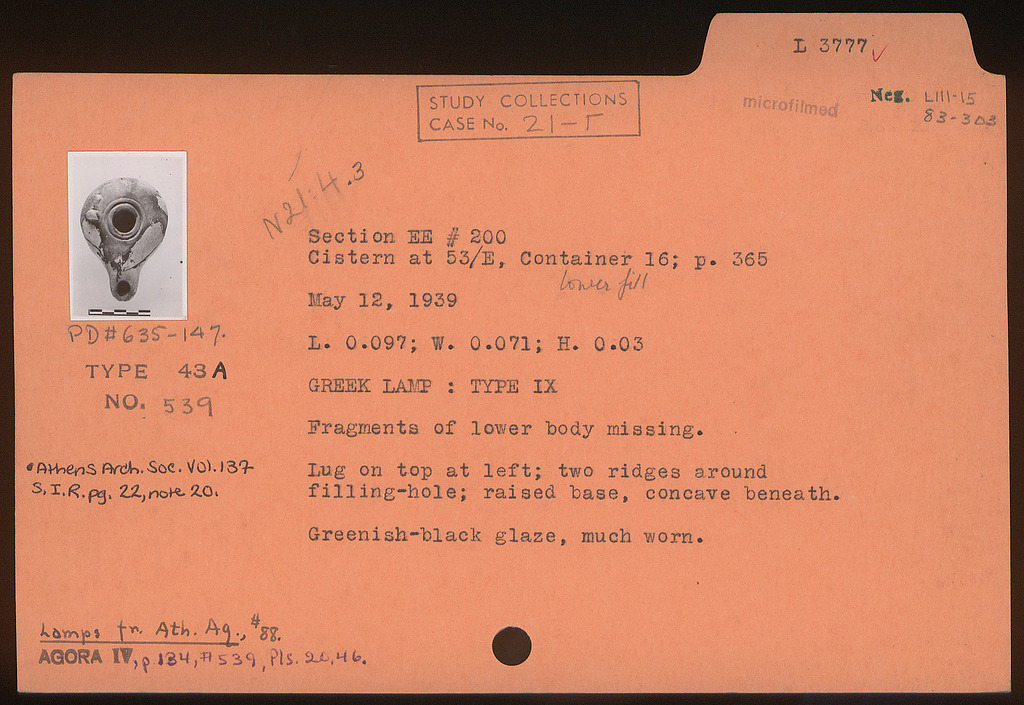 L 3777 ✓
STUDY COLLECTIONS
CASE No. 21-Γ
microfilmed
Neg. LIII-15
83-303
N21:4.3
Section EE # 200
Cistern at 53/E, Container 16; p. 365
lower fill
May 12, 1939
L. 0.097; W. 0.071; H. 0.03
GREEK LAMP : TYPE IX
Fragments of lower body missing.
Lug on top at left; two ridges around
filling-hole; raised base, concave beneath.
Greenish-black glaze, much worn.
PD#635-147.
TYPE 43A
NO. 539
•Athens Arch. Soc. Vol. 137
S.I.R. pg. 22, note 20.
Lamps fr. Ath. Ag., #88.
AGORA IV, p. 134, #539, Pls. 20, 46.